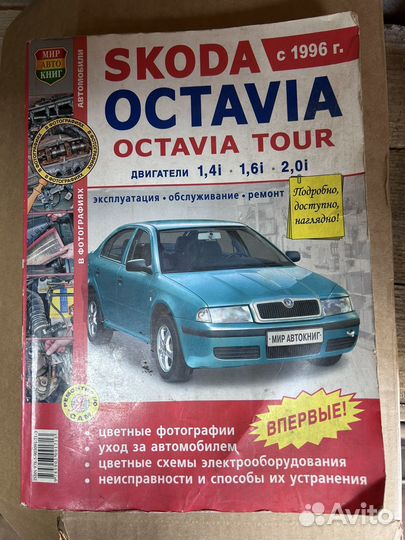 МИР
АВТО
КНИГ
АВТОМОБИЛИ
В ФОТОГРАФИЯХ
SKODA
с 1996 г.
OCTAVIA
OCTAVIA TOUR
ДВИГАТЕЛИ 1,4i · 1,6i · 2,0i
эксплуатация • обслуживание • ремонт
Подробно,
доступно,
наглядно!
·МИР АВТОКНИГ·
САМ
ВПЕРВЫЕ!
• цветные фотографии
• уход за автомобилем
• цветные схемы электрооборудования
• неисправности и способы их устранения
Avito